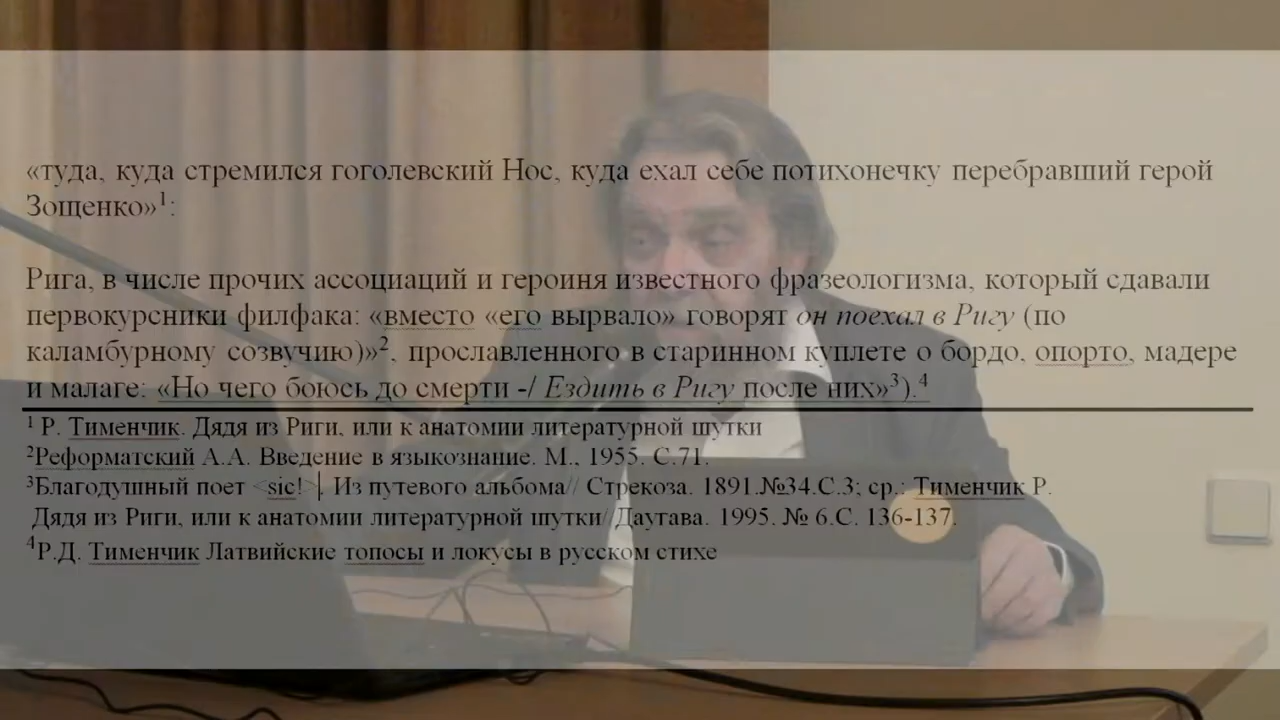 «туда, куда стремился гоголевский Нос, куда ехал себе потихонечку перебравший герой
Зощенко»¹:
Рига, в числе прочих ассоциаций и героиня известного фразеологизма, который сдавали
первокурсники филфака: «вместо «его вырвало» говорят он поехал в Ригу (по
каламбурному созвучию)»², прославленного в старинном куплете о бордо, опорто, мадере
и малаге: «Но чего боюсь до смерти -/ Ездить в Ригу после них»³).⁴
¹ Р. Тименчик. Дядя из Риги, или к анатомии литературной шутки
²Реформатский А.А. Введение в языкознание. М., 1955. С.71.
³Благодушный поет <sic!>. Из путевого альбома// Стрекоза. 1891.№34.С.3; ср.: Тименчик Р.
Дядя из Риги, или к анатомии литературной шутки/ Даугава. 1995. № 6.С. 136-137.
⁴Р.Д. Тименчик Латвийские топосы и локусы в русском стихе